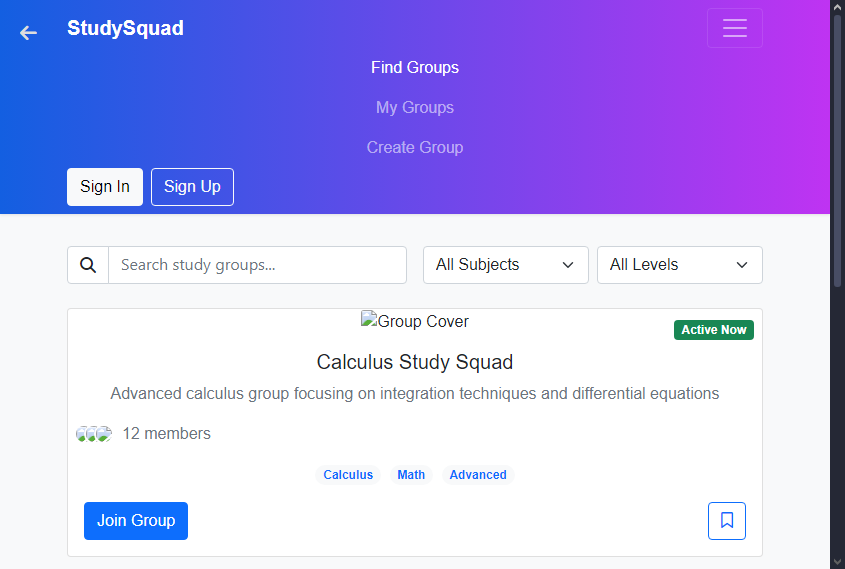 StudySquad
Find Groups
My Groups
Create Group
Sign In
Sign Up
Search study groups...
All Subjects
All Levels
Group Cover
Active Now
Calculus Study Squad
Advanced calculus group focusing on integration techniques and differential equations
12 members
Calculus
Math
Advanced
Join Group